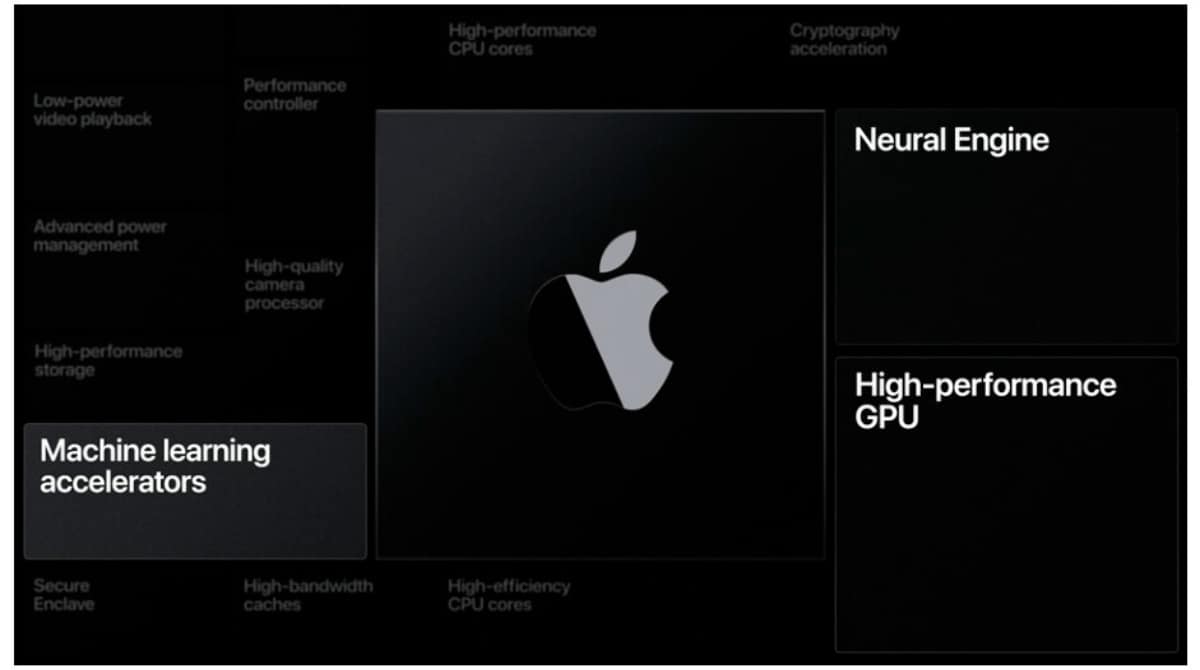 High-performance
CPU cores
Cryptography
acceleration
Performance
controller
Low-power
video playback
Neural Engine
Advanced power
management
High-quality
camera
processor
High-performance
storage
High-performance
GPU
Machine learning
accelerators
Secure
Enclave
High-bandwidth
caches
High-efficiency
CPU cores